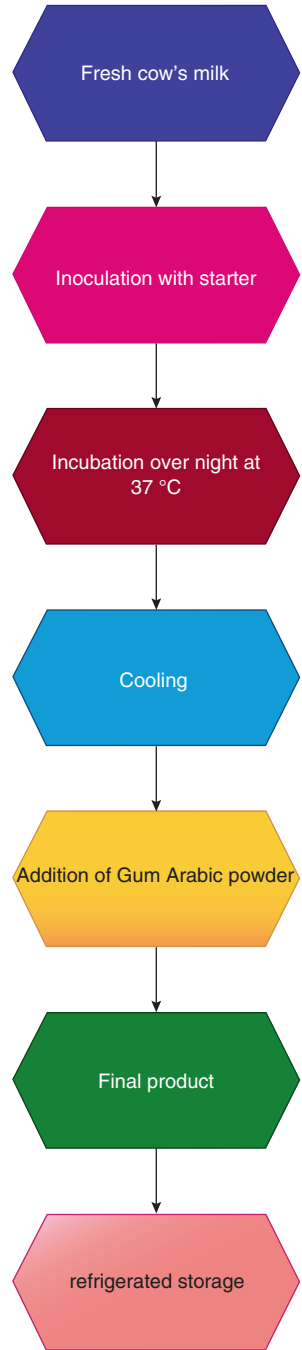 Fresh cow's milk
Inoculation with starter
Incubation over night at
37 °C
Cooling
Addition of Gum Arabic powder
Final product
refrigerated storage